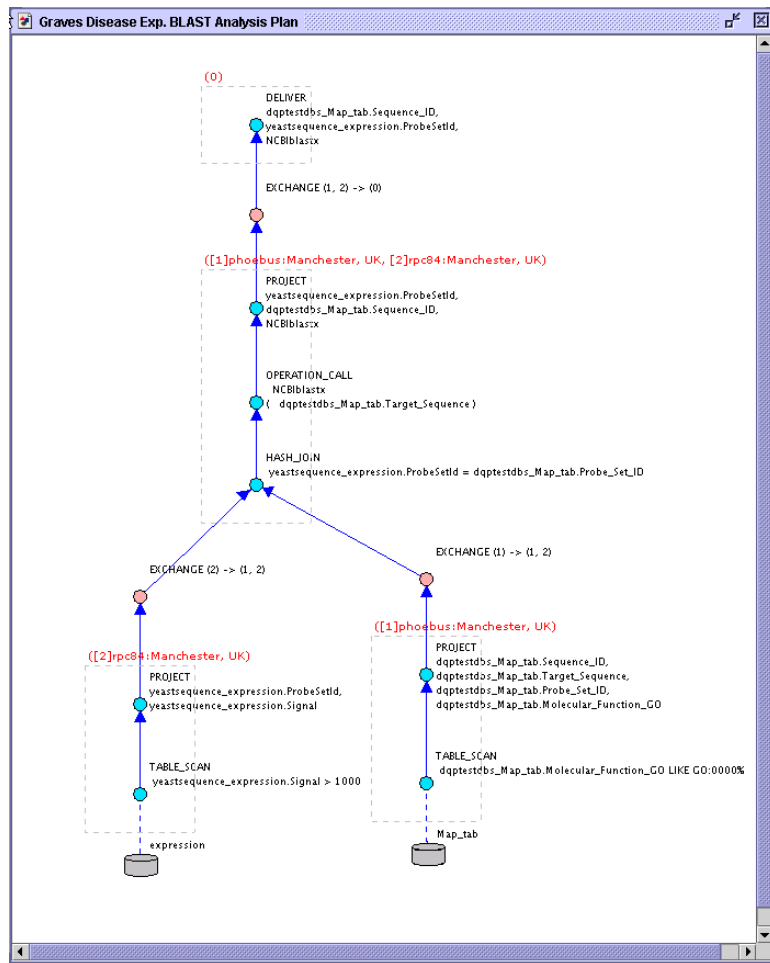 Graves Disease Exp. BLAST Analysis Plan
(0)
DELIVER
dqptestdbs_Map_tab.Sequence_ID,
yeastsequence_expression.ProbeSetId,
NCBIblastx
EXCHANGE (1, 2) -> (0)
([1]phoebus:Manchester, UK, [2]rpc84:Manchester, UK)
PROJECT
yeastsequence_expression.ProbeSetId,
dqptestdbs_Map_tab.Sequence_ID,
NCBIblastx
OPERATION_CALL
NCBIblastx
( dqptestdbs_Map_tab.Target_Sequence )
HASH_JOIN
yeastsequence_expression.ProbeSetId = dqptestdbs_Map_tab.Probe_Set_ID
EXCHANGE (2) -> (1, 2)
EXCHANGE (1) -> (1, 2)
([2]rpc84:Manchester, UK)
PROJECT
yeastsequence_expression.ProbeSetId,
yeastsequence_expression.Signal
TABLE_SCAN
yeastsequence_expression.Signal > 1000
expression
([1]phoebus:Manchester, UK)
PROJECT
dqptestdbs_Map_tab.Sequence_ID,
dqptestdbs_Map_tab.Target_Sequence,
dqptestdbs_Map_tab.Probe_Set_ID,
dqptestdbs_Map_tab.Molecular_Function_GO
TABLE_SCAN
dqptestdbs_Map_tab.Molecular_Function_GO LIKE GO:0000%
Map_tab